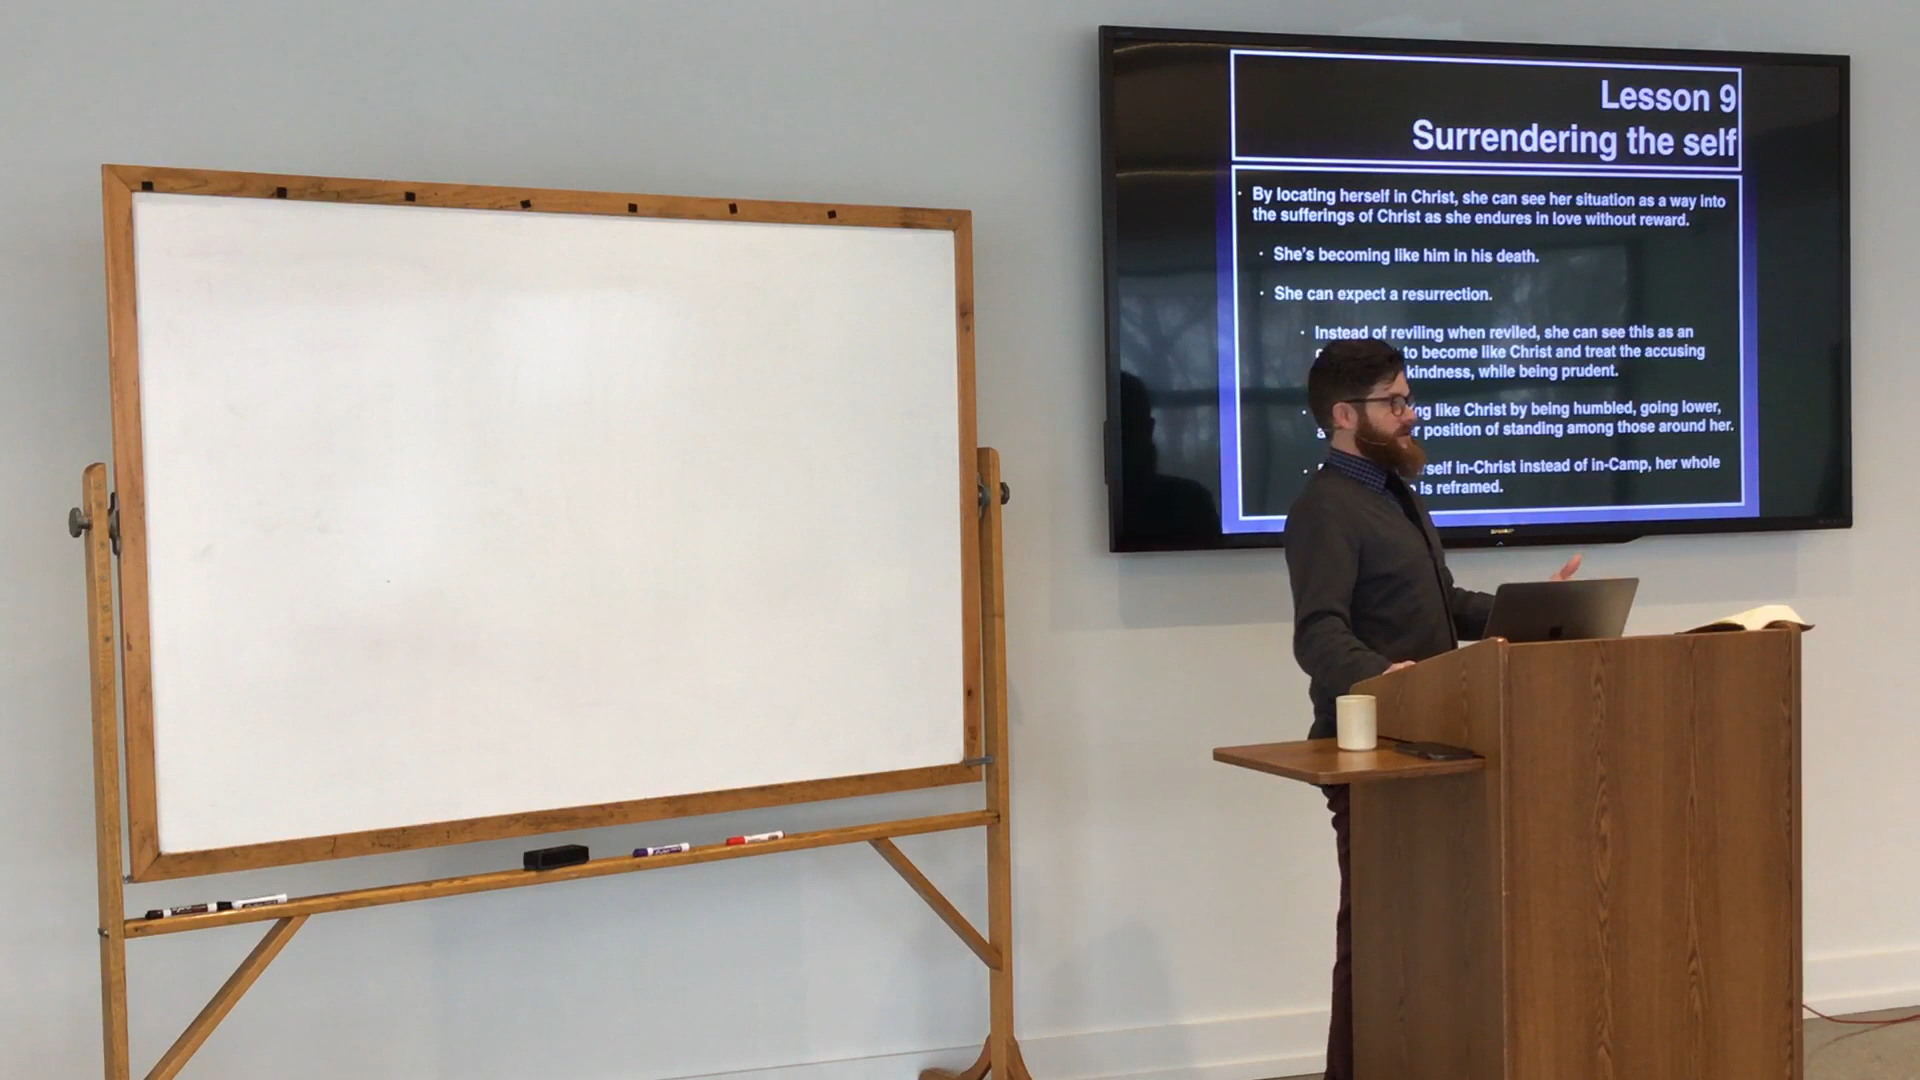 Lesson 9
Surrendering the self
· By locating herself in Christ, she can see her situation as a way into
the sufferings of Christ as she endures in love without reward.
· She's becoming like him in his death.
· She can expect a resurrection.
· Instead of reviling when reviled, she can see this as an
to become like Christ and treat the accusing
kindness, while being prudent.
· like Christ by being humbled, going lower,
position of standing among those around her.
· in-Christ instead of in-Camp, her whole
is reframed.